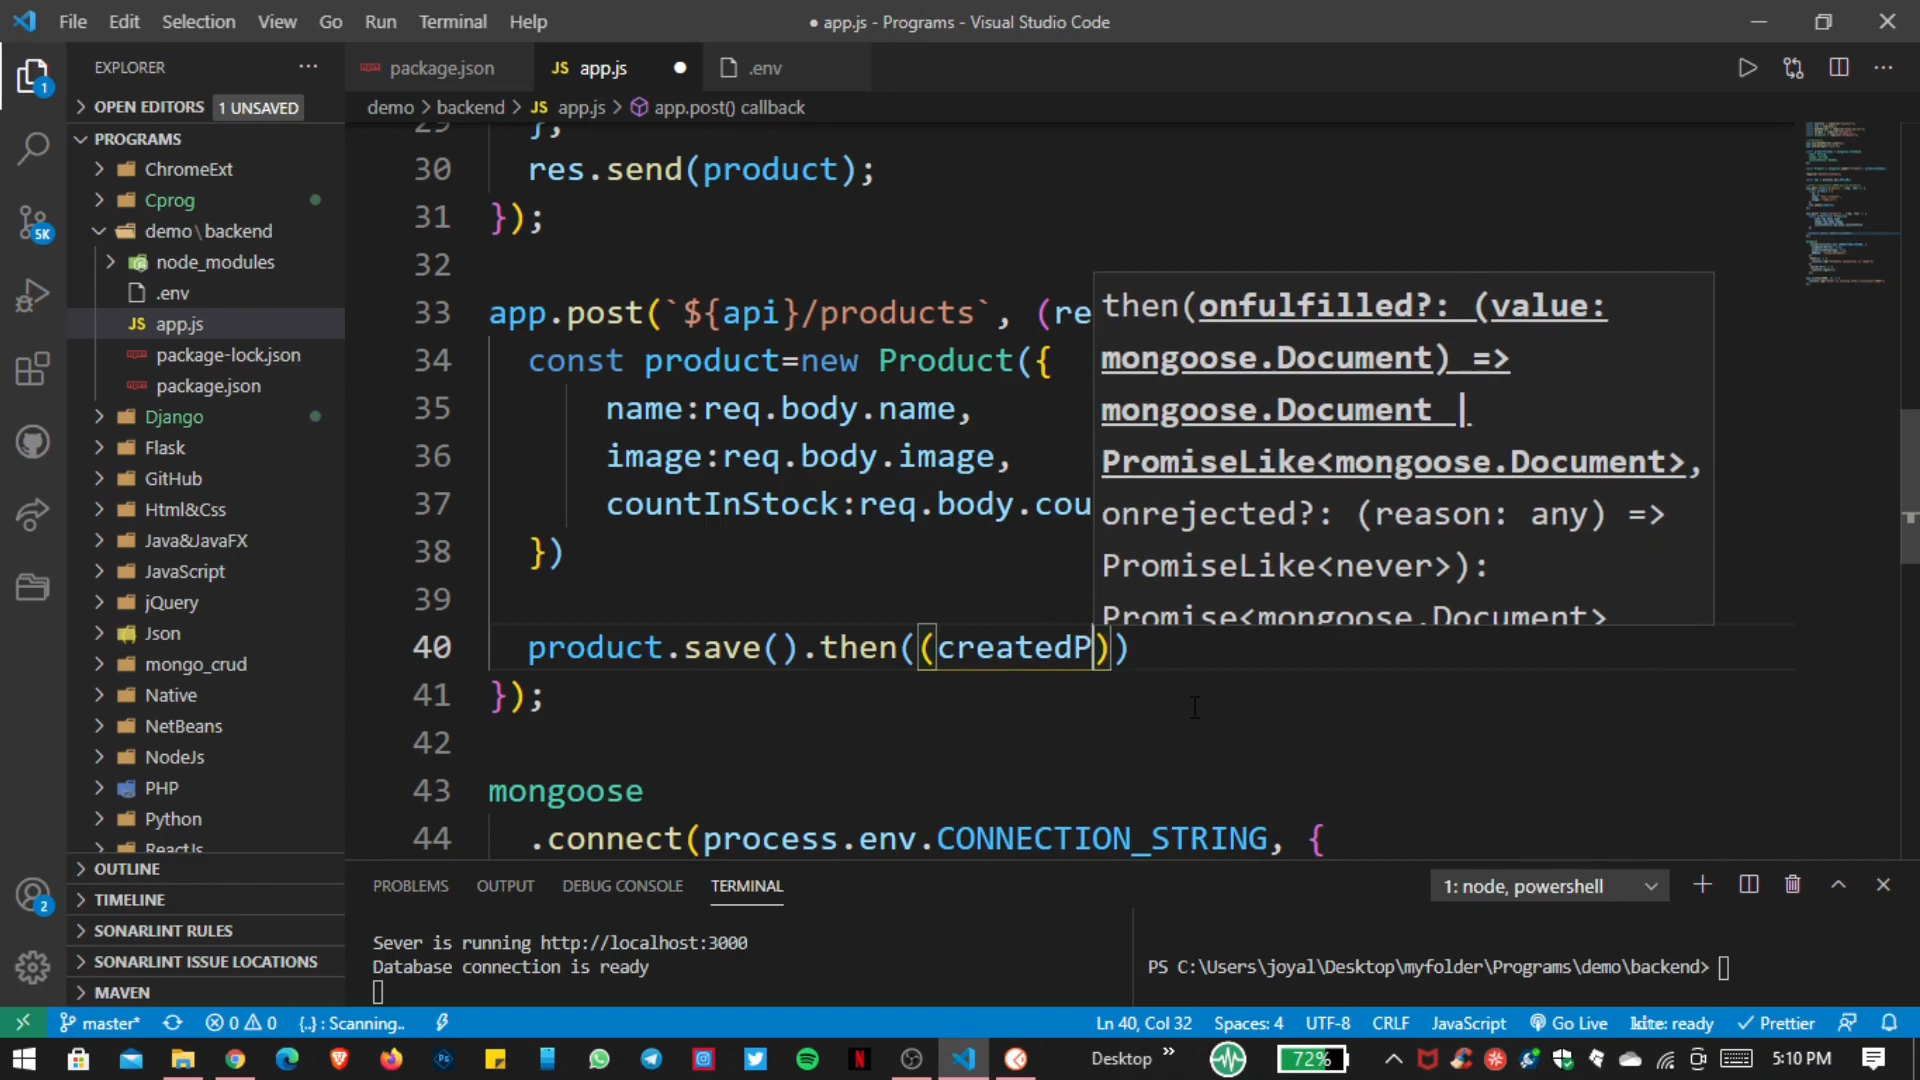 File Edit Selection View Go Run Terminal Help
● app.js - Programs - Visual Studio Code
EXPLORER
package.json
JS app.js
.env
OPEN EDITORS 1 UNSAVED
demo > backend > JS app.js > app.post() callback
PROGRAMS
ChromeExt
Cprog
demo\backend
node_modules
.env
JS app.js
package-lock.json
package.json
Django
Flask
GitHub
Html&Css
Java&JavaFX
JavaScript
jQuery
Json
mongo_crud
Native
NetBeans
NodeJs
PHP
Python
ReactJs
OUTLINE
TIMELINE
SONARLINT RULES
SONARLINT ISSUE LOCATIONS
MAVEN
1
5K
2
29 };
30 res.send(product);
31 });
32
33 app.post(`${api}/products`, (re
34 const product=new Product({
35 name:req.body.name,
36 image:req.body.image,
37 countInStock:req.body.cou
38 })
39
40 product.save().then((createdP))
41 });
42
43 mongoose
44 .connect(process.env.CONNECTION_STRING, {
then(onfulfilled?: (value:
mongoose.Document) =>
mongoose.Document |
PromiseLike<mongoose.Document>,
onrejected?: (reason: any) =>
PromiseLike<never>):
Promise<mongoose.Document>
PROBLEMS OUTPUT DEBUG CONSOLE TERMINAL
1: node, powershell
Sever is running http://localhost:3000
Database connection is ready
PS C:\Users\joyal\Desktop\myfolder\Programs\demo\backend>
master* 0 0 {..} : Scanning..
Ln 40, Col 32 Spaces: 4 UTF-8 CRLF JavaScript Go Live kite: ready Prettier
Desktop » 72% 5:10 PM